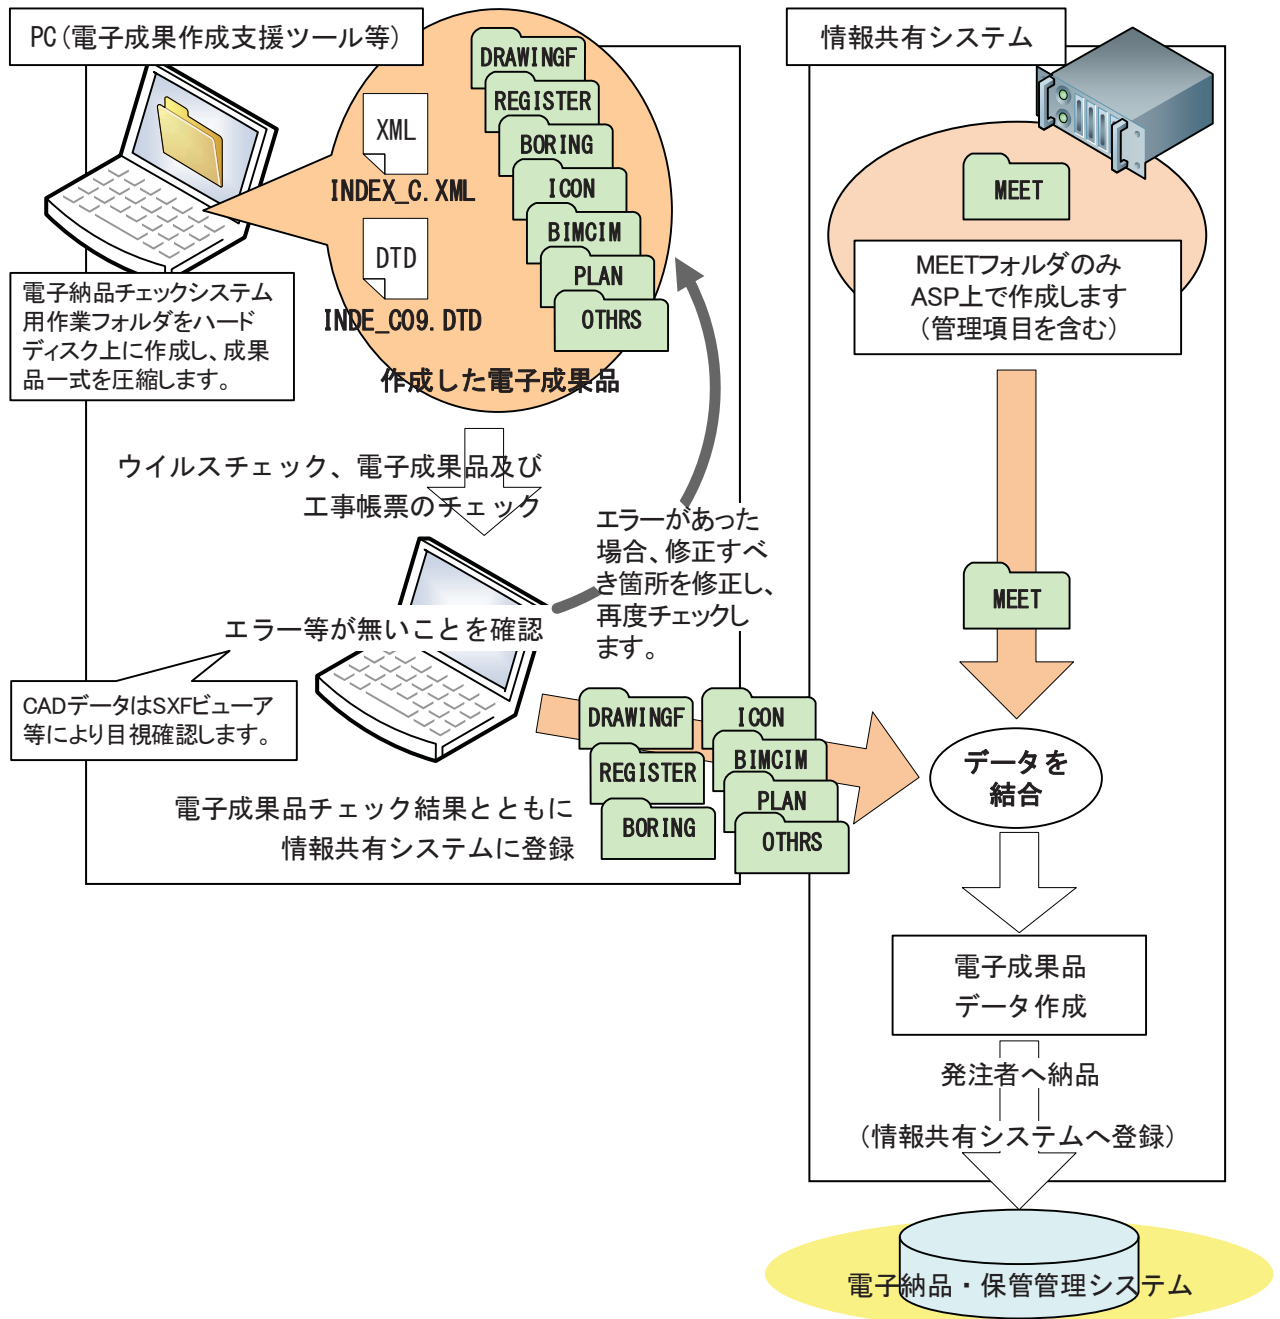 PC(電子成果作成支援ツール等)
DRAWINGF
REGISTER
BORING
ICON
BIMCIM
PLAN
OTHRS
XML
INDEX_C.XML
DTD
INDE_C09.DTD
作成した電子成果品
電子納品チェックシステム
用作業フォルダをハード
ディスク上に作成し、成果
品一式を圧縮します。
ウイルスチェック、電子成果品及び
工事帳票のチェック
エラーがあった
場合、修正すべ
き箇所を修正し、
再度チェックし
ます。
エラー等が無いことを確認
CADデータはSXFビューア
等により目視確認します。
DRAWINGF
REGISTER
BORING
ICON
BIMCIM
PLAN
OTHRS
電子成果品チェック結果とともに
情報共有システムに登録
情報共有システム
MEET
MEETフォルダのみ
ASP上で作成します
(管理項目を含む)
MEET
データを
結合
電子成果品
データ作成
発注者へ納品
(情報共有システムへ登録)
電子納品・保管管理システム